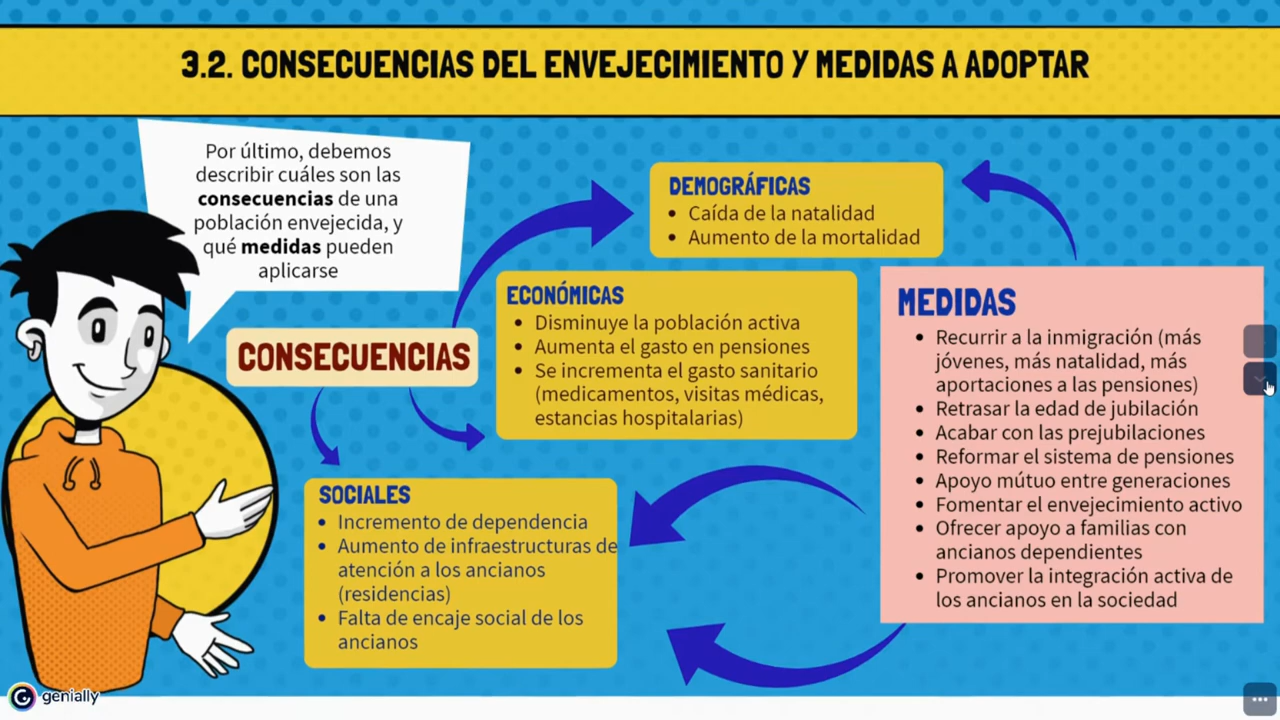 3.2. CONSECUENCIAS DEL ENVEJECIMIENTO Y MEDIDAS A ADOPTAR
Por último, debemos
describir cuáles son las
consecuencias de una
población envejecida, y
qué medidas pueden
aplicarse
CONSECUENCIAS
DEMOGRÁFICAS
• Caída de la natalidad
• Aumento de la mortalidad
ECONÓMICAS
• Disminuye la población activa
• Aumenta el gasto en pensiones
• Se incrementa el gasto sanitario
(medicamentos, visitas médicas,
estancias hospitalarias)
SOCIALES
• Incremento de dependencia
• Aumento de infraestructuras de
atención a los ancianos
(residencias)
• Falta de encaje social de los
ancianos
MEDIDAS
• Recurrir a la inmigración (más
jóvenes, más natalidad, más
aportaciones a las pensiones)
• Retrasar la edad de jubilación
• Acabar con las prejubilaciones
• Reformar el sistema de pensiones
• Apoyo mútuo entre generaciones
• Fomentar el envejecimiento activo
• Ofrecer apoyo a familias con
ancianos dependientes
• Promover la integración activa de
los ancianos en la sociedad
genially